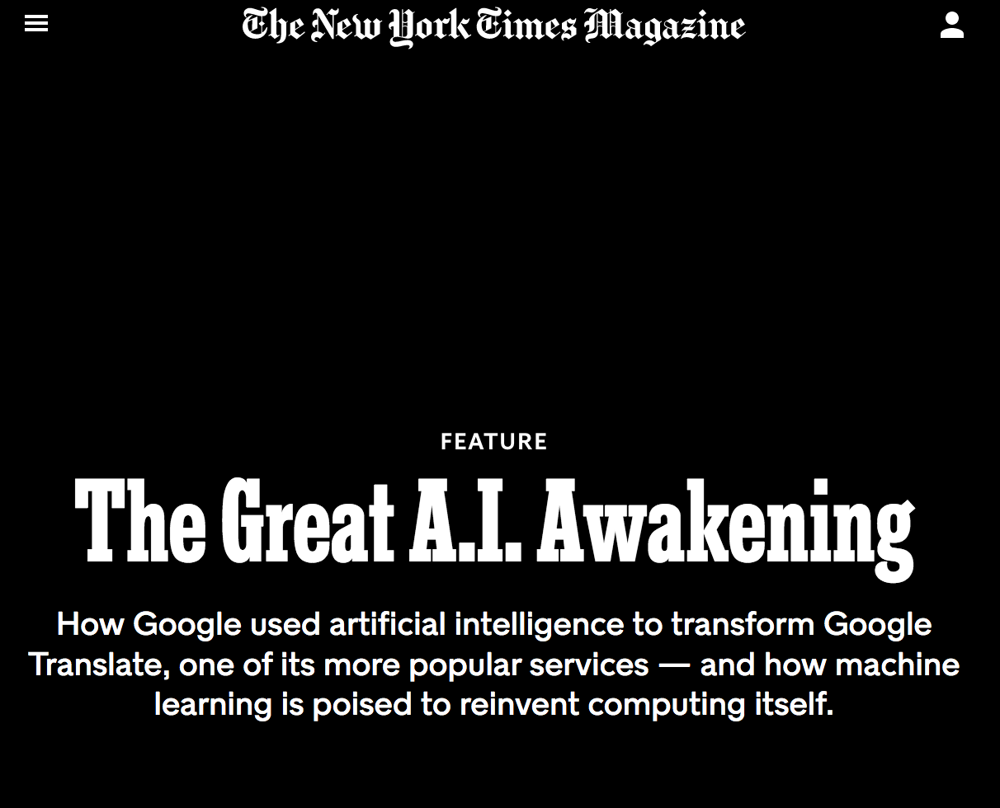 The New York Times Magazine
FEATURE
The Great A.I. Awakening
How Google used artificial intelligence to transform Google
Translate, one of its more popular services — and how machine
learning is poised to reinvent computing itself.